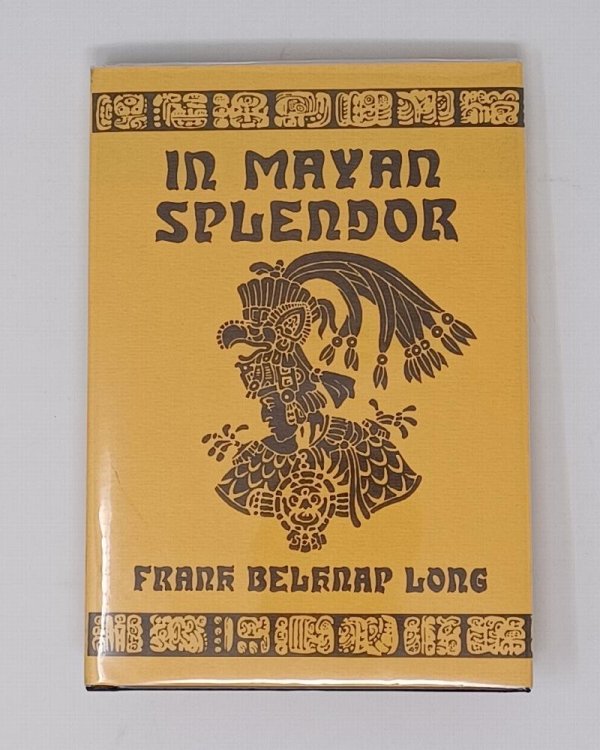 IN MAYAN
SPLENDOR
FRANK BELKNAP LONG